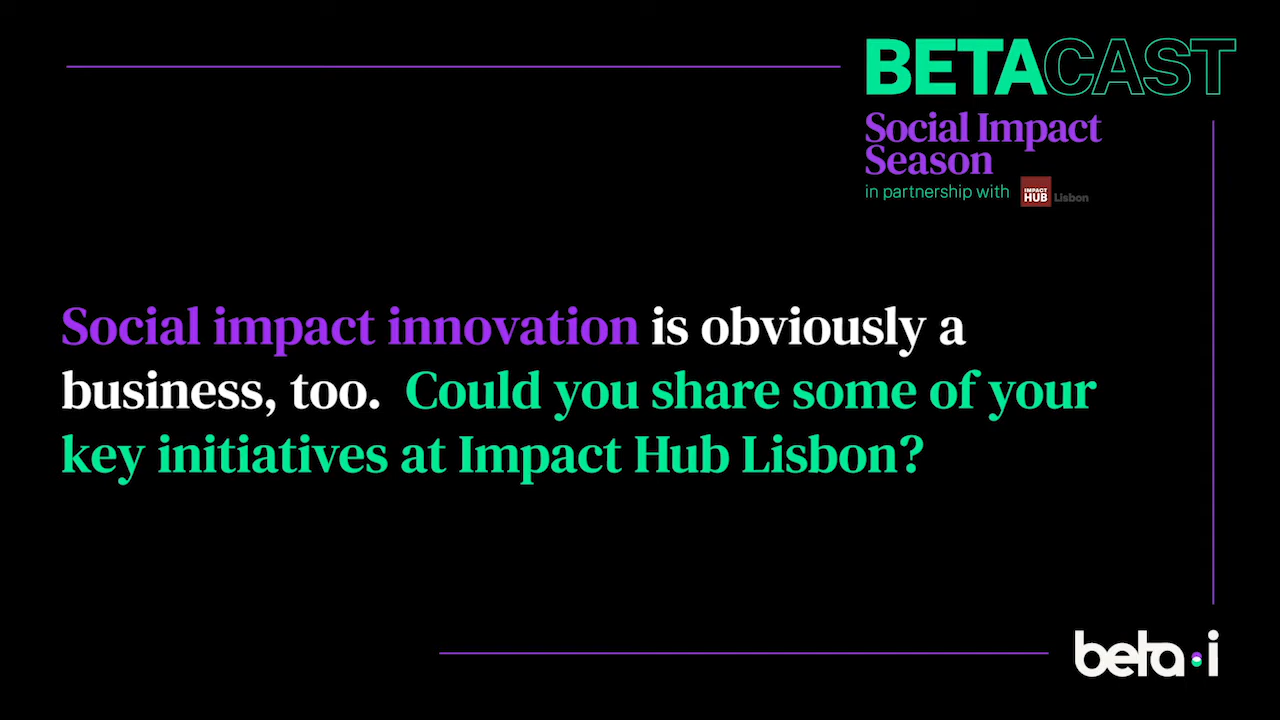 BETACAST
Social Impact
Season
in partnership with IMPACT HUB Lisbon
Social impact innovation is obviously a
business, too. Could you share some of your
key initiatives at Impact Hub Lisbon?
beta·i